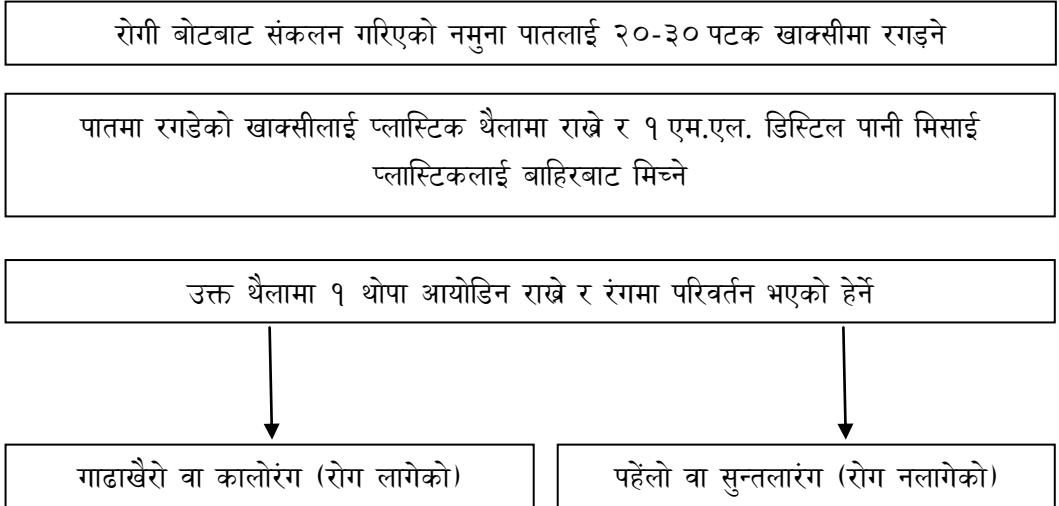 रोगी बोटबाट संकलन गरिएको नमुना पातलाई २०-३० पटक खाक्सीमा रगड्ने
पातमा रगडेको खाक्सीलाई प्लास्टिक थैलामा राख्ने र १ एम.एल. डिस्टिल पानी मिसाई
प्लास्टिकलाई बाहिरबाट मिच्ने
उक्त थैलामा १ थोपा आयोडिन राख्ने र रंगमा परिवर्तन भएको हेर्ने
गाढाखैरो वा कालोरंग (रोग लागेको)
पहेंलो वा सुन्तलारंग (रोग नलागेको)